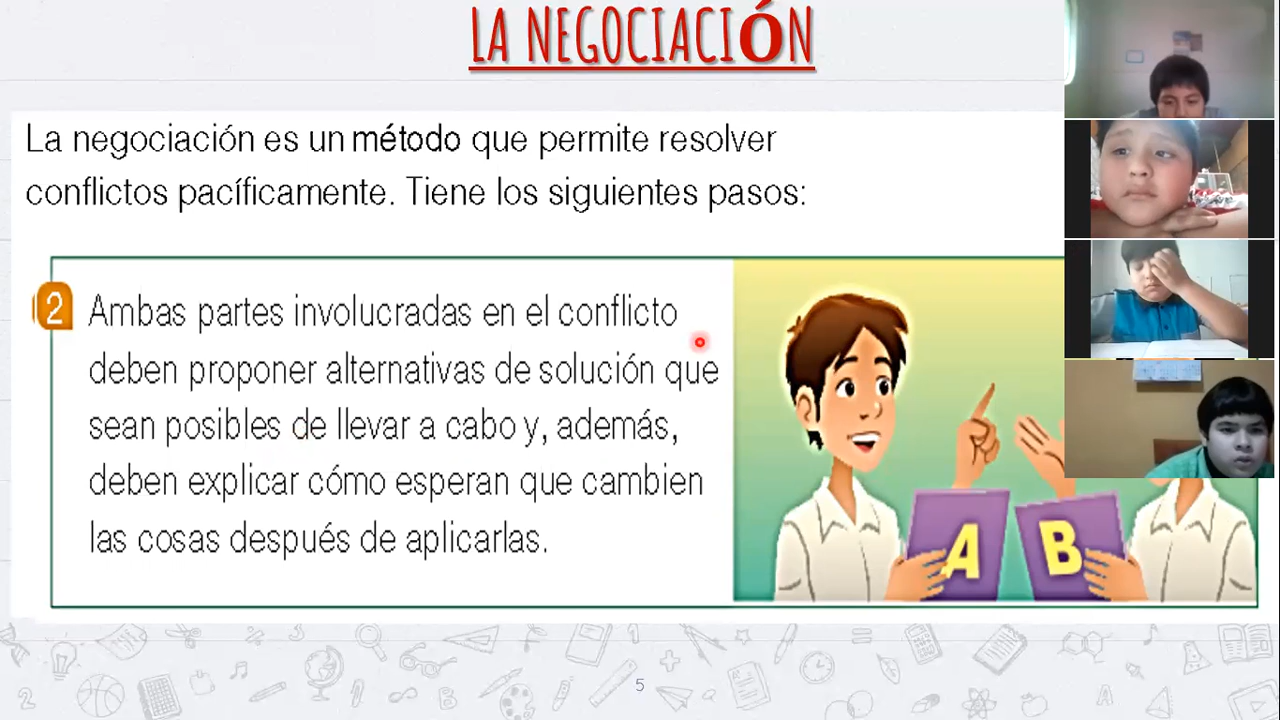 LA NEGOCIACIÓN
La negociación es un método que permite resolver
conflictos pacíficamente. Tiene los siguientes pasos:
2
Ambas partes involucradas en el conflicto
deben proponer alternativas de solución que
sean posibles de llevar a cabo y, además,
deben explicar cómo esperan que cambien
las cosas después de aplicarlas.
A B
5